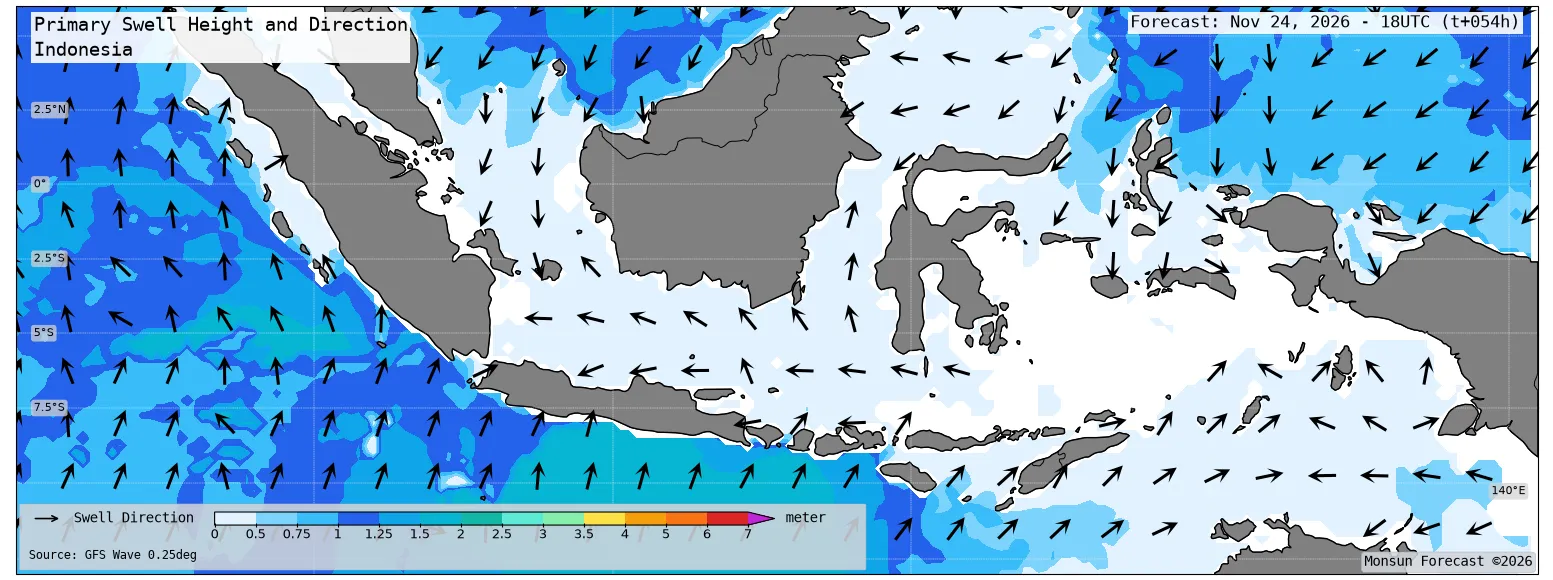 Primary Swell Height and Direction
Indonesia
Forecast: Nov 24, 2026 - 18UTC (t+054h)
2.5°N
0°
2.5°S
5°S
7.5°S
140°E
Swell Direction
0 0.5 0.75 1 1.25 1.5 2 2.5 3 3.5 4 5 6 7
meter
Source: GFS Wave 0.25deg
Monsun Forecast ©2026